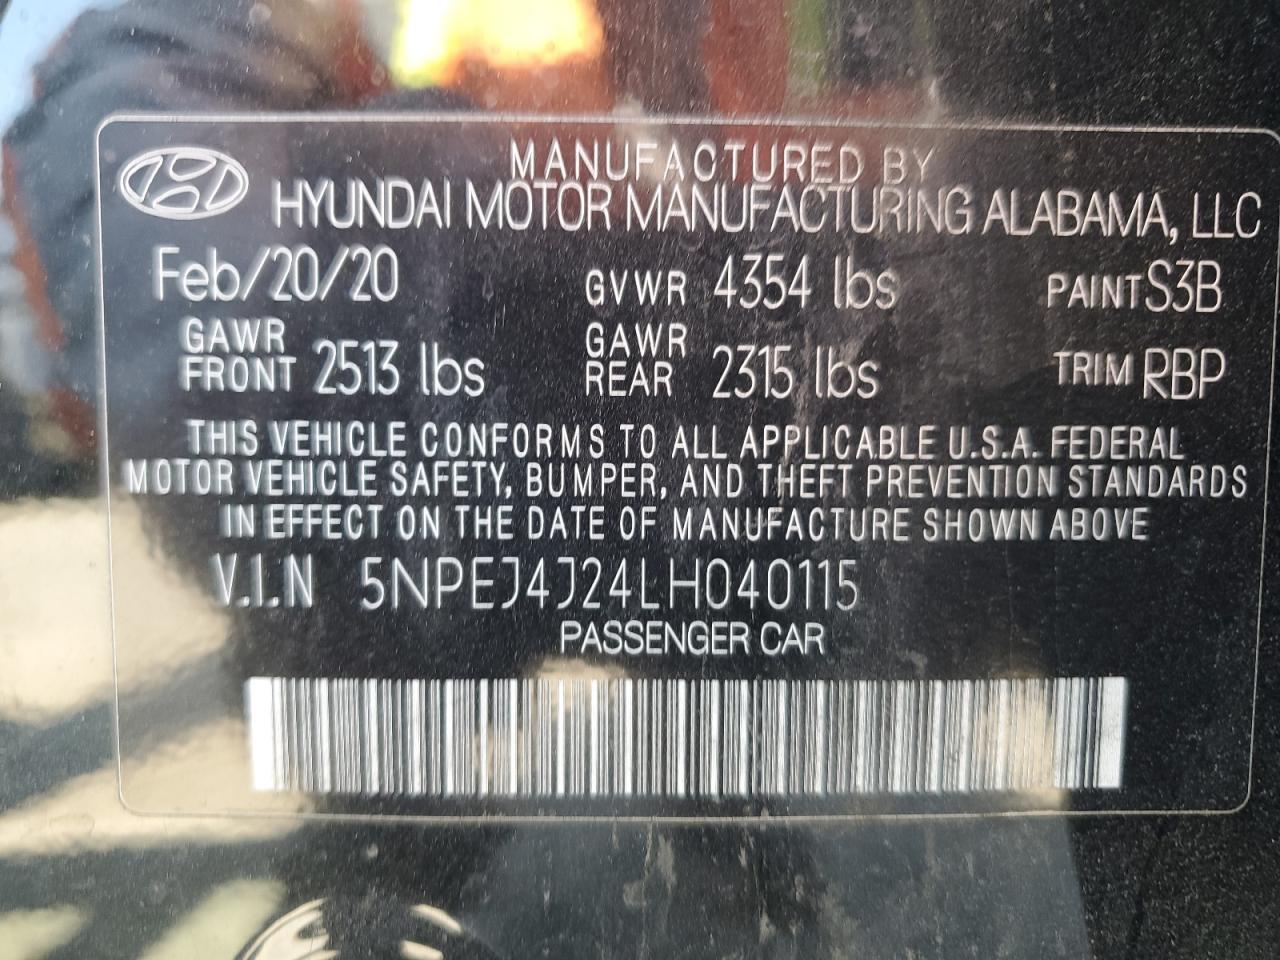 MANUFACTURED BY
HYUNDAI MOTOR MANUFACTURING ALABAMA, LLC
Feb/20/20 GVWR 4354 lbs PAINT S3B
GAWR FRONT 2513 lbs GAWR REAR 2315 lbs TRIM RBP
THIS VEHICLE CONFORMS TO ALL APPLICABLE U.S.A. FEDERAL
MOTOR VEHICLE SAFETY, BUMPER, AND THEFT PREVENTION STANDARDS
IN EFFECT ON THE DATE OF MANUFACTURE SHOWN ABOVE
V.I.N 5NPEJ4J24LH040115
PASSENGER CAR